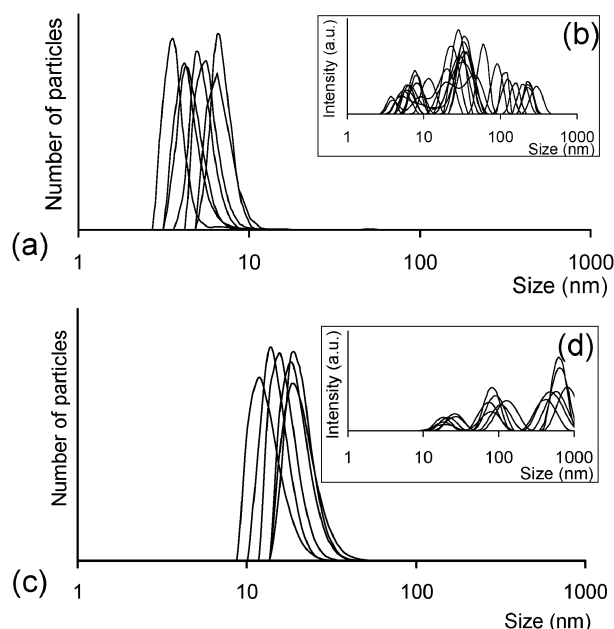 Number of particles
Intensity (a.u.)
(b)
1 10 100 1000
Size (nm)
(a)
1 10 100 1000
Size (nm)
Number of particles
Intensity (a.u.)
(d)
1 10 100 1000
Size (nm)
(c)
1 10 100 1000
Size (nm)